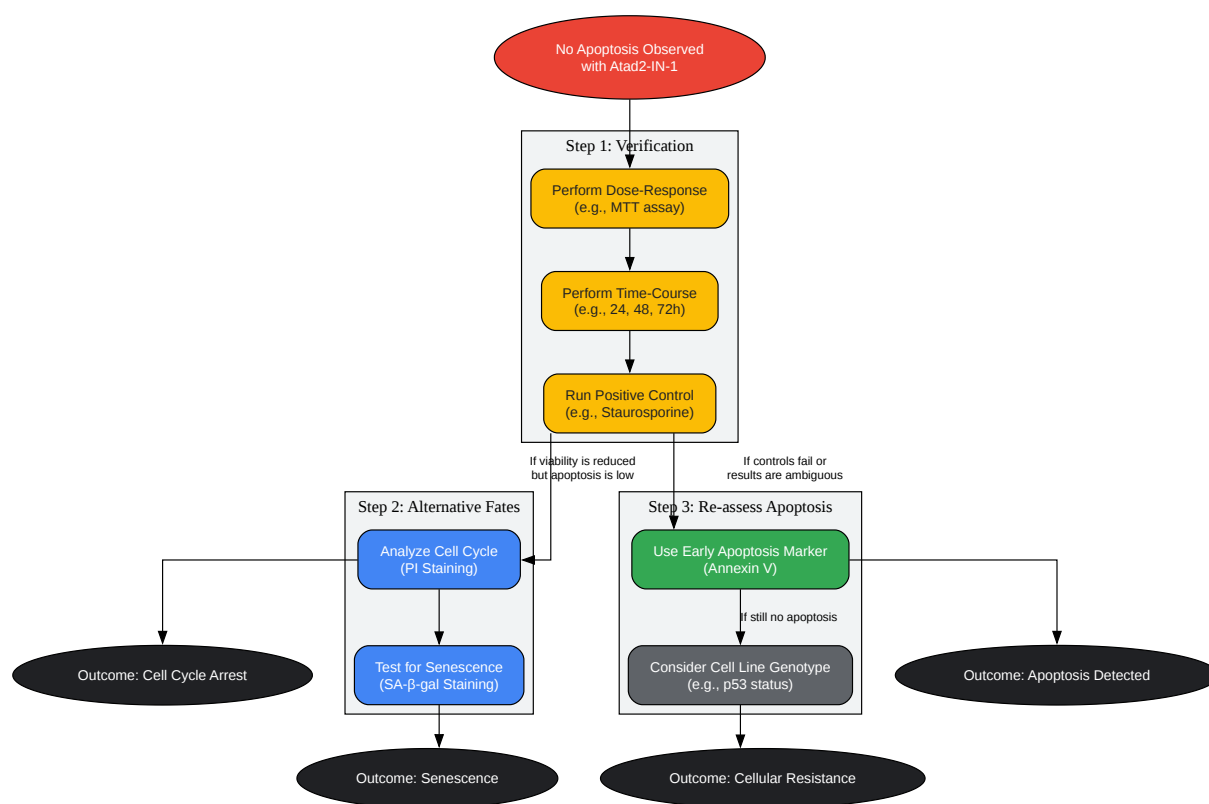 No Apoptosis Observed
with Atad2-IN-1
Step 1: Verification
Perform Dose-Response
(e.g., MTT assay)
Perform Time-Course
(e.g., 24, 48, 72h)
Run Positive Control
(e.g., Staurosporine)
If viability is reduced
but apoptosis is low
If controls fail or
results are ambiguous
Step 2: Alternative Fates
Step 3: Re-assess Apoptosis
Analyze Cell Cycle
(PI Staining)
Use Early Apoptosis Marker
(Annexin V)
If still no apoptosis
Outcome: Cell Cycle Arrest
Test for Senescence
(SA-β-gal Staining)
Consider Cell Line Genotype
(e.g., p53 status)
Outcome: Apoptosis Detected
Outcome: Senescence
Outcome: Cellular Resistance